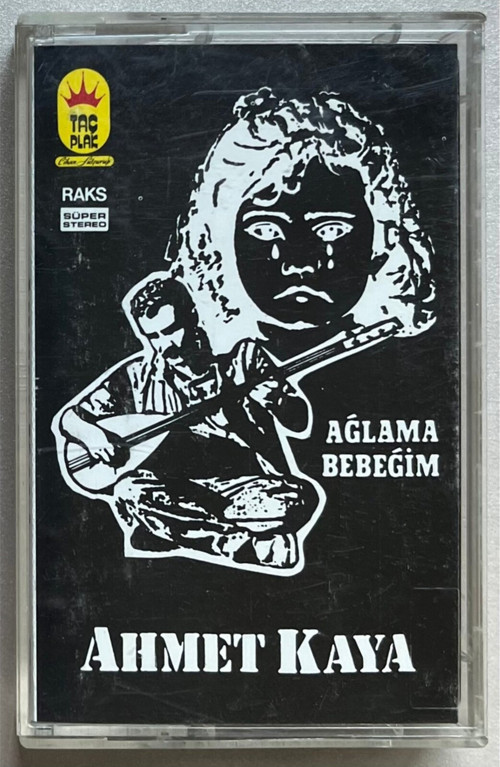 TAÇ
PLAK
RAKS
SÜPER
STEREO
AĞLAMA
BEBEĞİM
AHMET KAYA